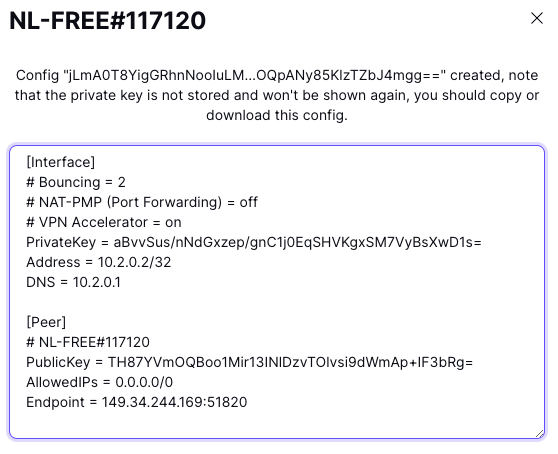 NL-FREE#117120
Config "jLmA0T8YigGRhnNooIuLM...OQpANy85KlzTZbJ4mgg==" created, note
that the private key is not stored and won't be shown again, you should copy or
download this config.
[Interface]
# Bouncing = 2
# NAT-PMP (Port Forwarding) = off
# VPN Accelerator = on
PrivateKey = aBvvSus/nNdGxzep/gnC1j0EqSHVKgxSM7VyBsXwD1s=
Address = 10.2.0.2/32
DNS = 10.2.0.1
[Peer]
# NL-FREE#117120
PublicKey = TH87YVmOQBoo1Mir13INlDzvTOlvsi9dWmAp+IF3bRg=
AllowedIPs = 0.0.0.0/0
Endpoint = 149.34.244.169:51820